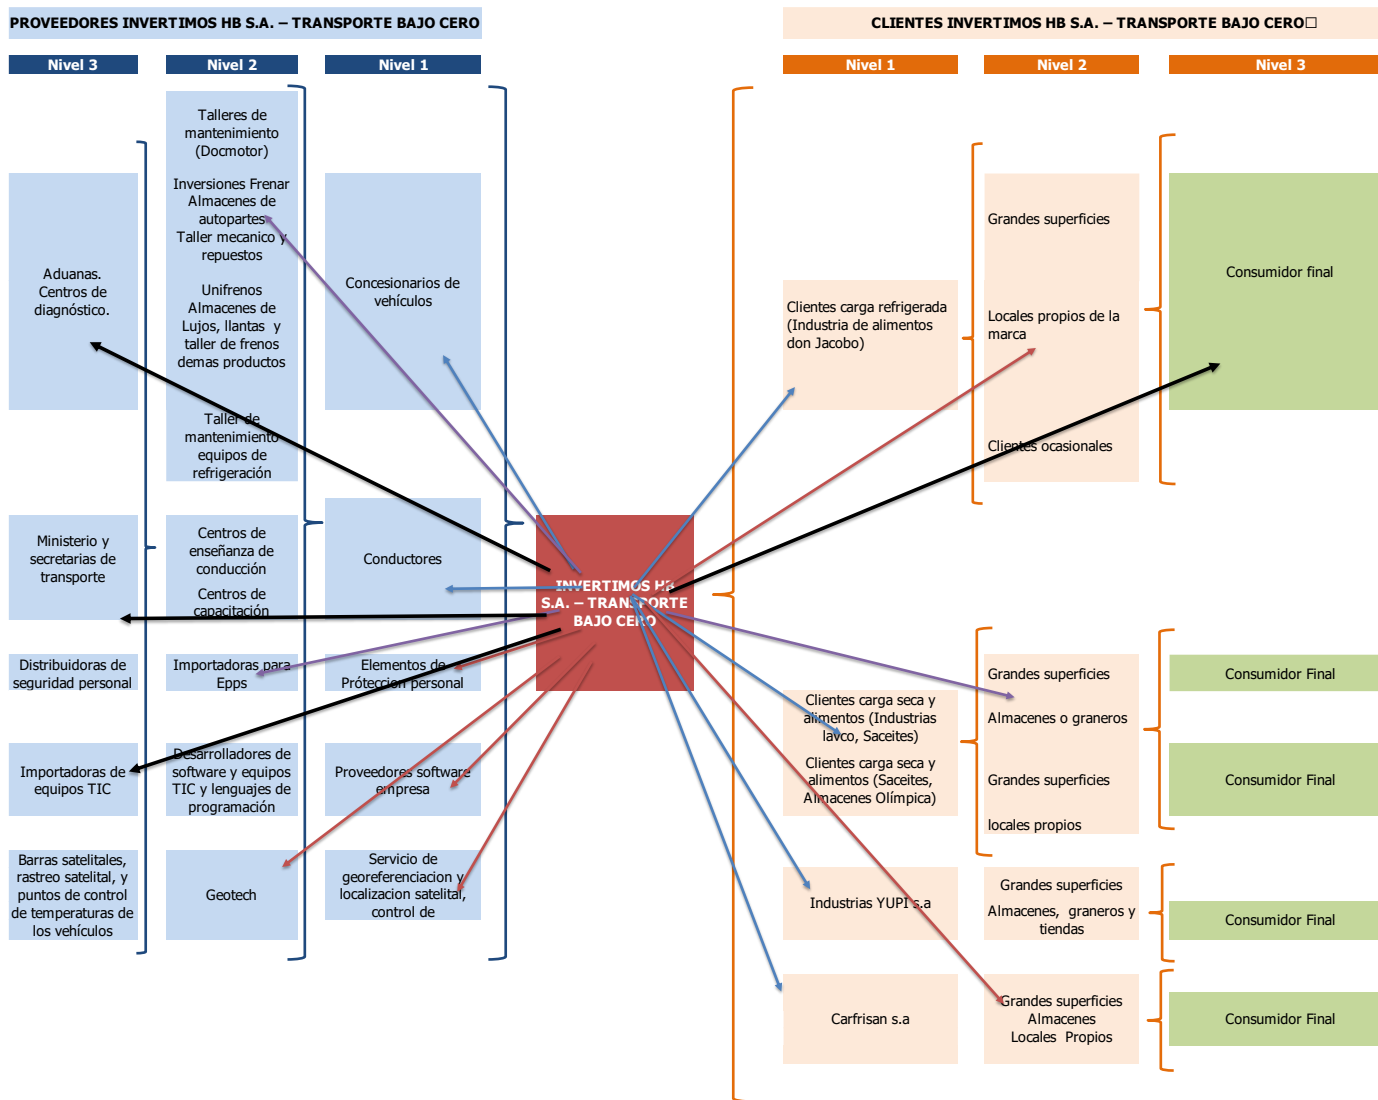 PROVEEDORES INVERTIMOS HB S.A. – TRANSPORTE BAJO CERO
Nivel 3
Nivel 2
Nivel 1
Aduanas.
Centros de
diagnóstico.
Ministerio y
secretarias de
transporte
Distribuidoras de
seguridad personal
Importadoras de
equipos TIC
Barras satelitales,
rastreo satelital, y
puntos de control
de temperaturas de
los vehículos
Talleres de
mantenimiento
(Docmotor)
Inversiones Frenar
Almacenes de
autopartes
Taller mecanico y
repuestos
Unifrenos
Almacenes de
Lujos, llantas y
taller de frenos
demas productos
Taller de
mantenimiento
equipos de
refrigeración
Centros de
enseñanza de
conducción
Centros de
capacitación
Importadoras para
Epps
Desarrolladores de
software y equipos
TIC y lenguajes de
programación
Geotech
Concesionarios de
vehículos
Conductores
Elementos de
Próteccion personal
Proveedores software
empresa
Servicio de
georeferenciacion y
localizacion satelital,
control de
INVERTIMOS HB
S.A. – TRANSPORTE
BAJO CERO
CLIENTES INVERTIMOS HB S.A. – TRANSPORTE BAJO CERO□
Nivel 1
Nivel 2
Nivel 3
Clientes carga refrigerada
(Industria de alimentos
don Jacobo)
Clientes carga seca y
alimentos (Industrias
lavco, Saceites)
Clientes carga seca y
alimentos (Saceites,
Almacenes Olímpica)
Industrias YUPI s.a
Carfrisan s.a
Grandes superficies
Locales propios de la
marca
Clientes ocasionales
Grandes superficies
Almacenes o graneros
Grandes superficies
locales propios
Grandes superficies
Almacenes, graneros y
tiendas
Grandes superficies
Almacenes
Locales Propios
Consumidor final
Consumidor Final
Consumidor Final
Consumidor Final
Consumidor Final